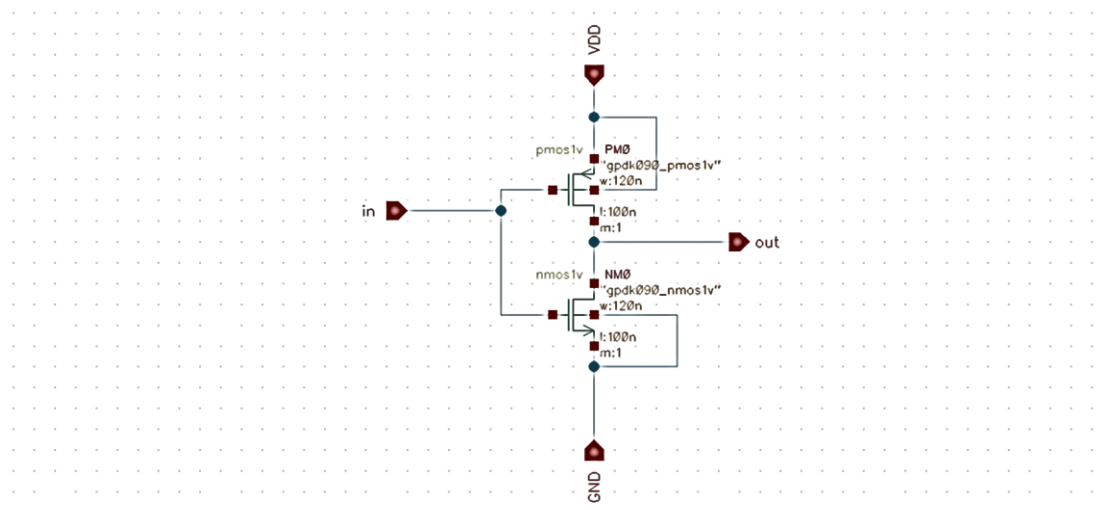 VDD
pmos1v PM0
"gpdk090_pmos1v"
w:120n
l:100n
m:1
in
out
nmos1v NM0
"gpdk090_nmos1v"
w:120n
l:100n
m:1
GND